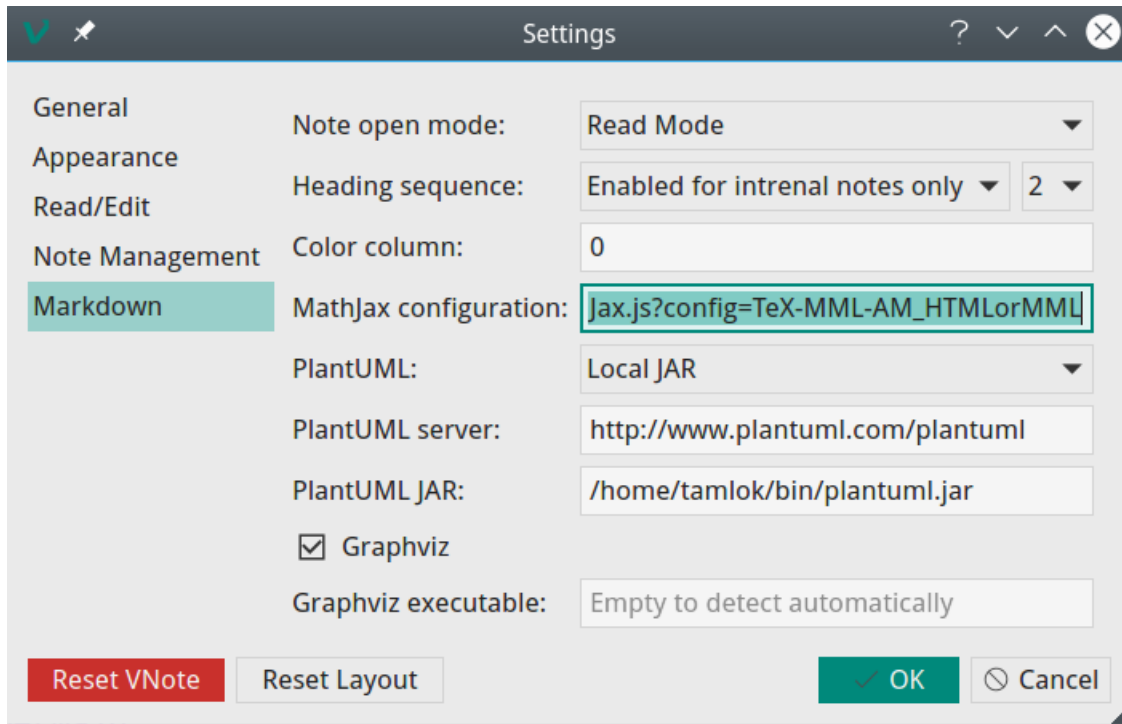 Settings
General
Appearance
Read/Edit
Note Management
Markdown
Note open mode: Read Mode
Heading sequence: Enabled for intrenal notes only 2
Color column: 0
MathJax configuration: Jax.js?config=TeX-MML-AM_HTMLorMML
PlantUML: Local JAR
PlantUML server: http://www.plantuml.com/plantuml
PlantUML JAR: /home/tamlok/bin/plantuml.jar
Graphviz
Graphviz executable: Empty to detect automatically
Reset VNote Reset Layout OK Cancel